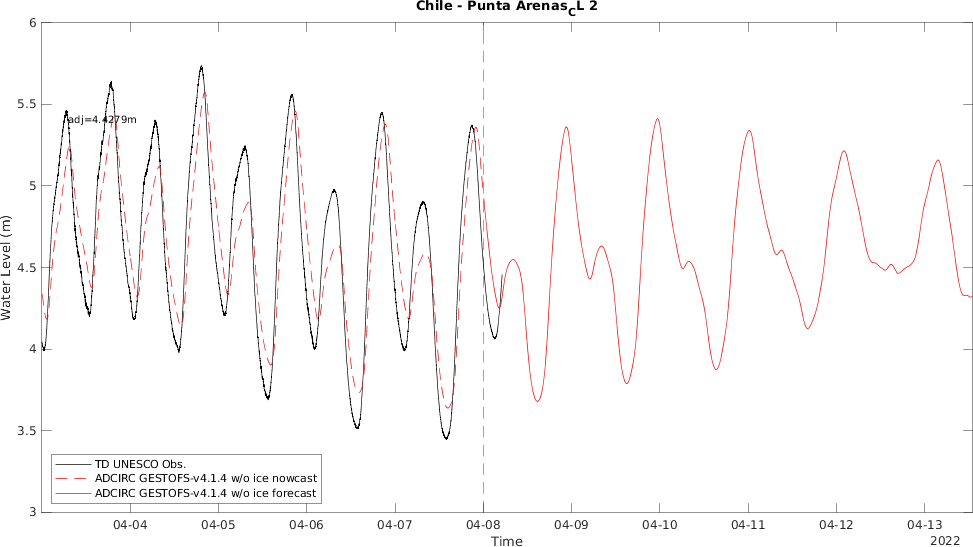 Chile - Punta Arenas_CL 2
6
5.5
5
4.5
4
3.5
3
Water Level (m)
adj=4.4279m
TD UNESCO Obs.
ADCIRC GESTOFS-v4.1.4 w/o ice nowcast
ADCIRC GESTOFS-v4.1.4 w/o ice forecast
04-04 04-05 04-06 04-07 04-08 04-09 04-10 04-11 04-12 04-13
Time
2022